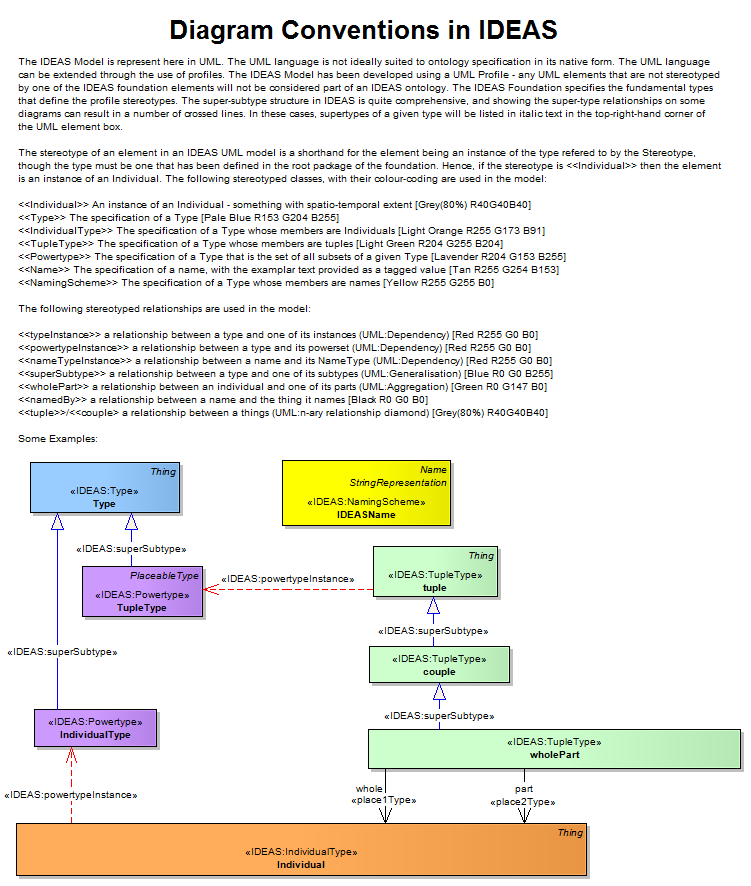 Diagram Conventions in IDEAS
The IDEAS Model is represent here in UML. The UML language is not ideally suited to ontology specification in its native form. The UML language
can be extended through the use of profiles. The IDEAS Model has been developed using a UML Profile - any UML elements that are not stereotyped
by one of the IDEAS foundation elements will not be considered part of an IDEAS ontology. The IDEAS Foundation specifies the fundamental types
that define the profile stereotypes. The super-subtype structure in IDEAS is quite comprehensive, and showing the super-type relationships on some
diagrams can result in a number of crossed lines. In these cases, supertypes of a given type will be listed in italic text in the top-right-hand corner of
the UML element box.
The stereotype of an element in an IDEAS UML model is a shorthand for the element being an instance of the type refered to by the Stereotype,
though the type must be one that has been defined in the root package of the foundation. Hence, if the stereotype is <<Individual>> then the element
is an instance of an Individual. The following stereotyped classes, with their colour-coding are used in the model:
<<Individual>> An instance of an Individual - something with spatio-temporal extent [Grey(80%) R40G40B40]
<<Type>> The specification of a Type [Pale Blue R153 G204 B255]
<<IndividualType>> The specification of a Type whose members are Individuals [Light Orange R255 G173 B91]
<<TupleType>> The specification of a Type whose members are tuples [Light Green R204 G255 B204]
<<Powertype>> The specification of a Type that is the set of all subsets of a given Type [Lavender R204 G153 B255]
<<Name>> The specification of a name, with the examplar text provided as a tagged value [Tan R255 G254 B153]
<<NamingScheme>> The specification of a Type whose members are names [Yellow R255 G255 B0]
The following stereotyped relationships are used in the model:
<<typeInstance>> a relationship between a type and one of its instances (UML:Dependency) [Red R255 G0 B0]
<<powertypeInstance>> a relationship between a type and its powerset (UML:Dependency) [Red R255 G0 B0]
<<nameTypeInstance>> a relationship between a name and its NameType (UML:Dependency) [Red R255 G0 B0]
<<superSubtype>> a relationship between a type and one of its subtypes (UML:Generalisation) [Blue R0 G0 B255]
<<wholePart>> a relationship between an individual and one of its parts (UML:Aggregation) [Green R0 G147 B0]
<<namedBy>> a relationship between a name and the thing it names [Black R0 G0 B0]
<<tuple>>/<<couple> a relationship between a things (UML:n-ary relationship diamond) [Grey(80%) R40G40B40]
Some Examples:
Thing
«IDEAS:Type»
Type
Name
StringRepresentation
«IDEAS:NamingScheme»
IDEASName
«IDEAS:superSubtype»
PlaceableType
«IDEAS:Powertype»
TupleType
«IDEAS:powertypeInstance»
Thing
«IDEAS:TupleType»
tuple
«IDEAS:superSubtype»
«IDEAS:superSubtype»
«IDEAS:TupleType»
couple
«IDEAS:superSubtype»
«IDEAS:Powertype»
IndividualType
«IDEAS:TupleType»
wholePart
«IDEAS:powertypeInstance»
whole
«place1Type»
part
«place2Type»
Thing
«IDEAS:IndividualType»
Individual